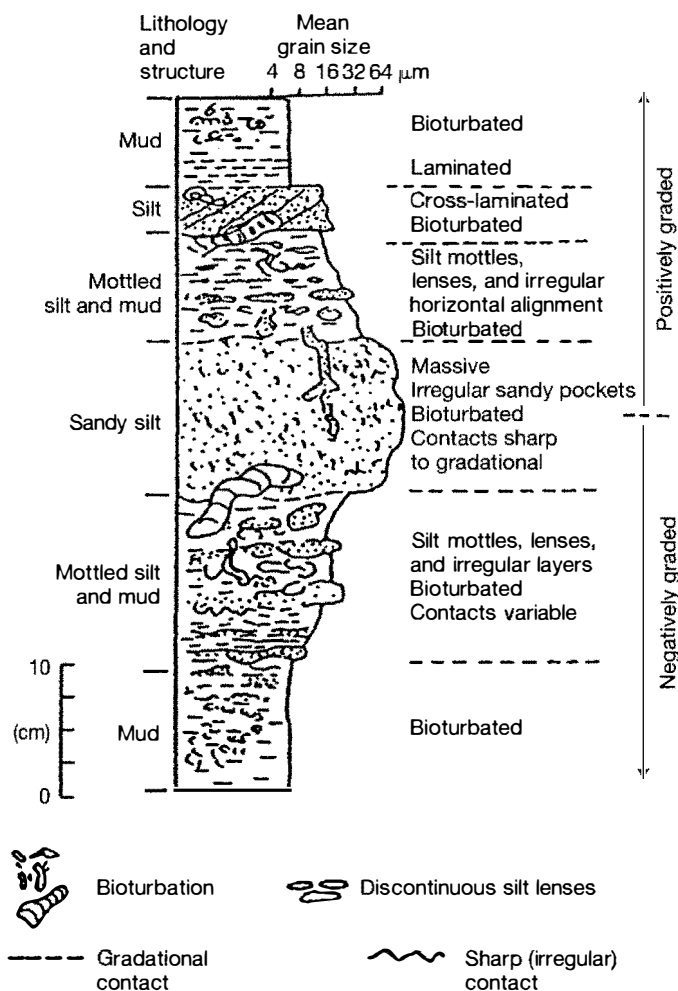 Lithology and structure
Mean grain size
4 8 16 32 64 μm
Mud
Bioturbated
Laminated
Silt
Cross-laminated
Bioturbated
Mottled
silt and mud
Silt mottles,
lenses, and irregular
horizontal alignment
Bioturbated
Positively graded
Sandy silt
Massive
Irregular sandy pockets
Bioturbated
Contacts sharp
to gradational
Mottled silt
and mud
Silt mottles, lenses,
and irregular layers
Bioturbated
Contacts variable
Negatively graded
Mud
Bioturbated
10
(cm)
0
Bioturbation
Discontinuous silt lenses
Gradational
contact
Sharp (irregular)
contact